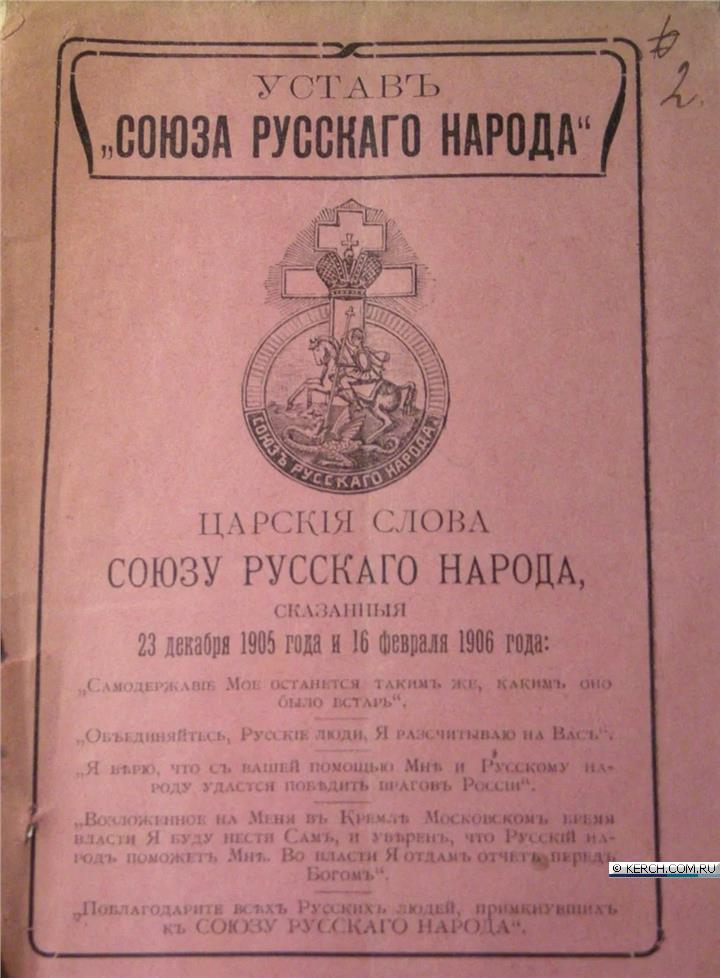 2.
УСТАВЪ
„СОЮЗА РУССКАГО НАРОДА“
СОЮЗЪ РУССКАГО НАРОДА
ЦАРСКІЯ СЛОВА
СОЮЗУ РУССКАГО НАРОДА,
СКАЗАННЫЯ
23 декабря 1905 года и 16 февраля 1906 года:
„Самодержавіе Мое останется такимъ же, какимъ оно
было встарь“.
„Объединяйтесь, Русскіе люди, Я разсчитываю на Васъ“.
„Я вѣрю, что съ вашей помощью Мнѣ и Русскому на-
роду удастся побѣдить враговъ Россіи“.
„Возложенное на Меня въ Кремлѣ Московскомъ бремя
власти Я буду нести Самъ, и увѣренъ, что Русскій на-
родъ поможетъ Мнѣ. Во власти Я отдамъ отчетъ передъ
Богомъ“.
„Поблагодарите всѣхъ Русскихъ людей, примкнувшихъ
къ СОЮЗУ РУССКАГО НАРОДА“.
© KERCH.COM.RU